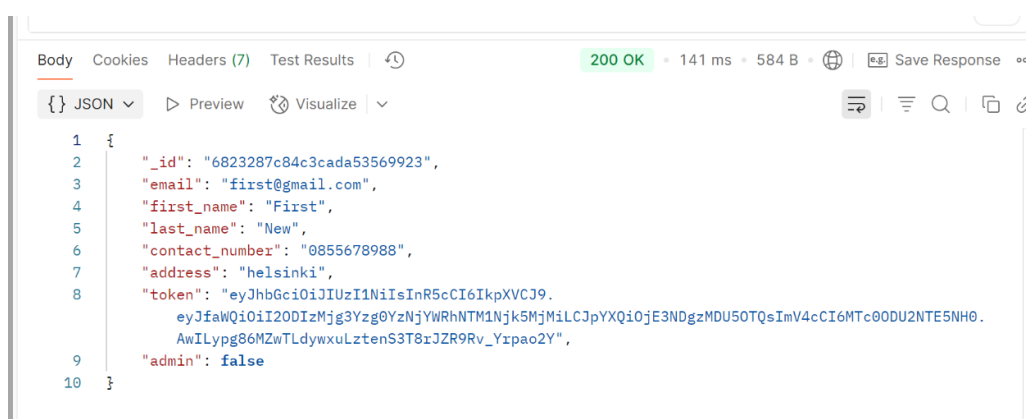 Body Cookies Headers (7) Test Results 200 OK • 141 ms • 584 B • e.g. Save Response
{} JSON Preview Visualize
1 {
2 "_id": "6823287c84c3cada53569923",
3 "email": "first@gmail.com",
4 "first_name": "First",
5 "last_name": "New",
6 "contact_number": "0855678988",
7 "address": "helsinki",
8 "token": "eyJhbGciOiJIUzI1NiIsInR5cCI6IkpXVCJ9.
eyJfaWQiOiI2ODIzMjg3Yzg0YzNjYWRhNTM1Njk5MjMiLCJpYXQiOjE3NDgzMDU5OTQsImV4cCI6MTc0ODU2NTE5NH0.
AwILypg86MZwTLdywxuLztenS3T8rJZR9Rv_Yrpao2Y",
9 "admin": false
10 }